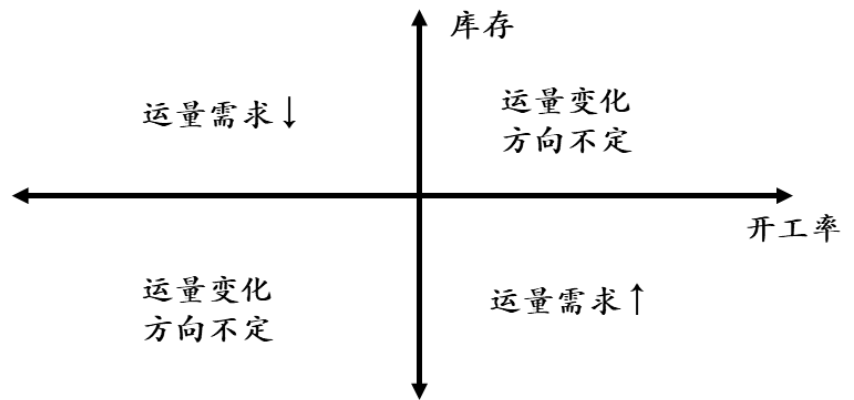 库存
运量需求↓
运量变化
方向不定
开工率
运量变化
方向不定
运量需求↑